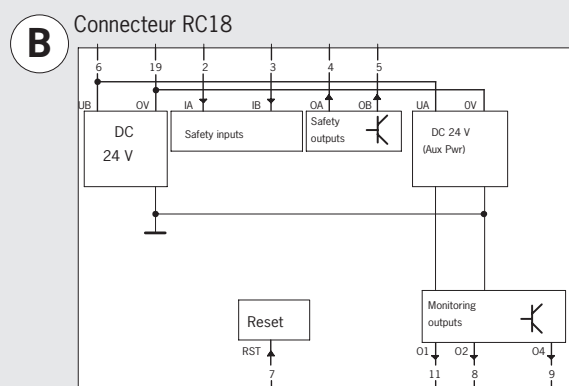 B
Connecteur RC18
6 19 2 3 4 5
UB 0V IA IB OA OB UA 0V
DC
24 V
Safety inputs
Safety
outputs
DC 24 V
(Aux Pwr)
Reset
RST
7
Monitoring
outputs
O1 O2 O4
11 8 9